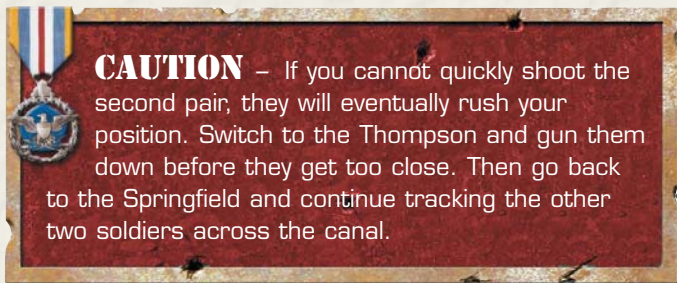 CAUTION – If you cannot quickly shoot the
second pair, they will eventually rush your
position. Switch to the Thompson and gun them
down before they get too close. Then go back
to the Springfield and continue tracking the other
two soldiers across the canal.